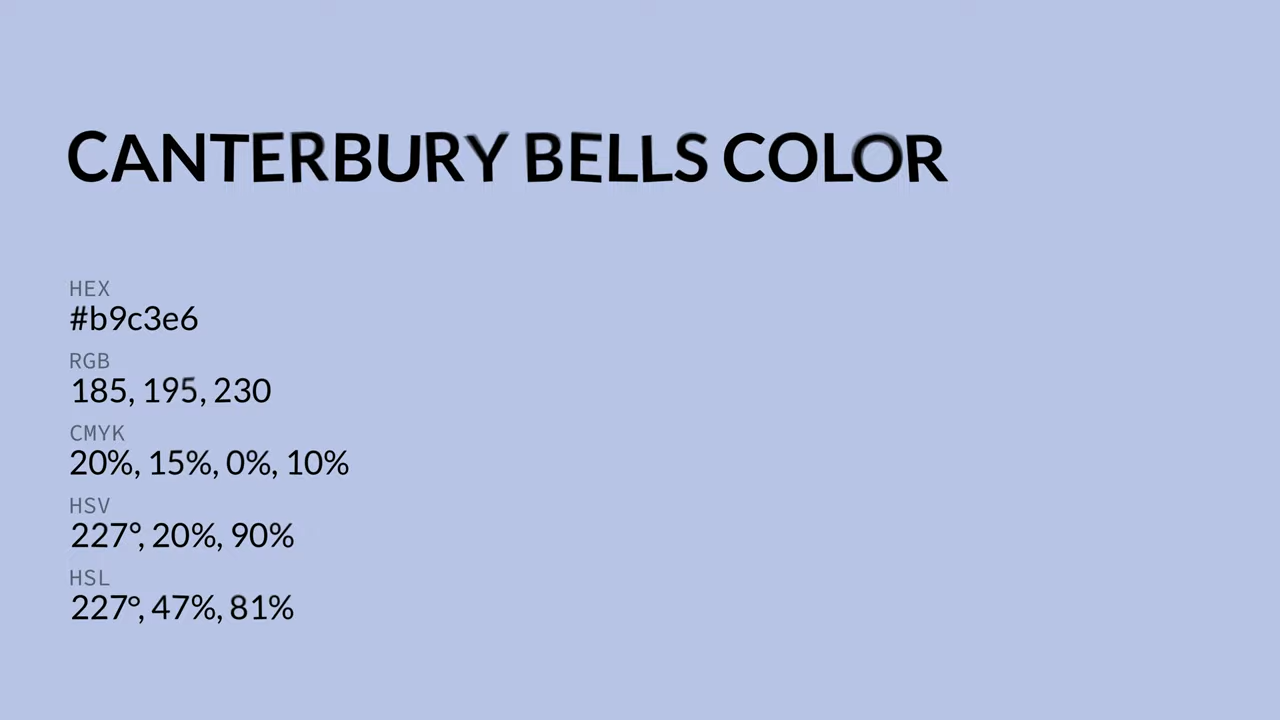 CANTERBURY BELLS COLOR
HEX
#b9c3e6
RGB
185, 195, 230
CMYK
20%, 15%, 0%, 10%
HSV
227°, 20%, 90%
HSL
227°, 47%, 81%